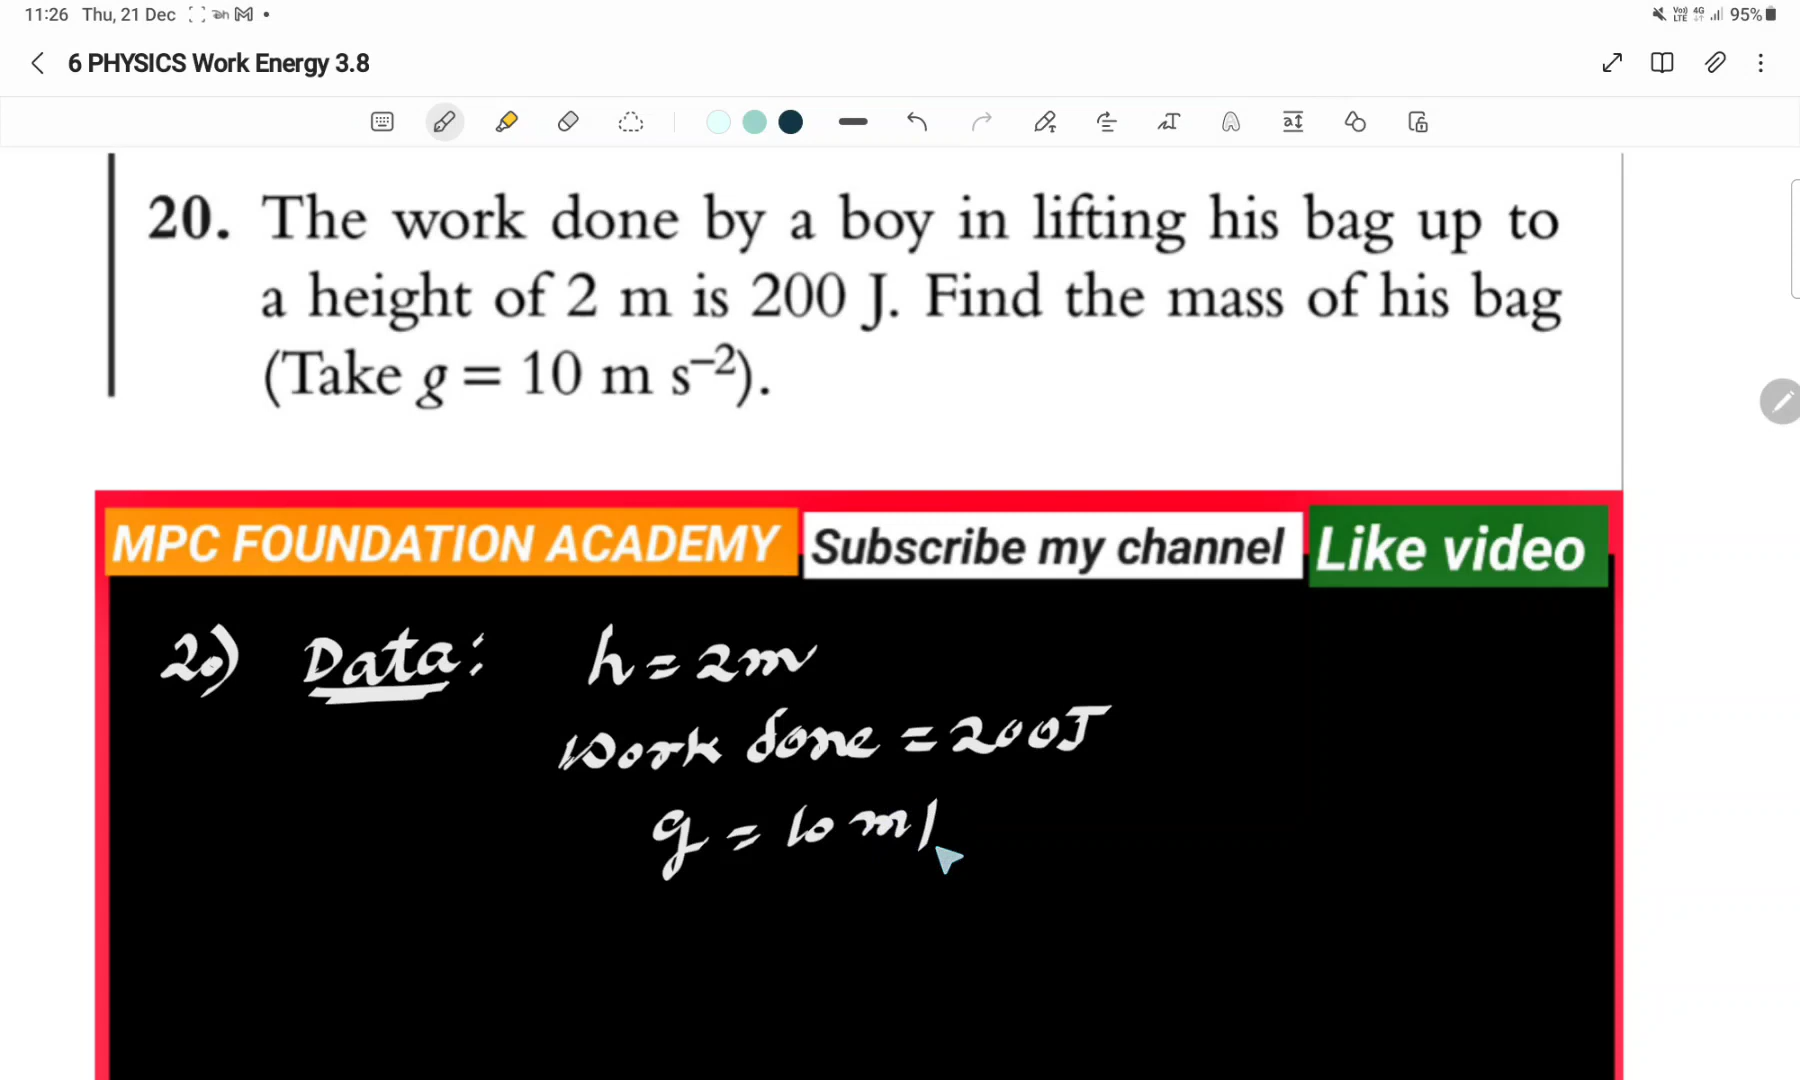 11:26 Thu, 21 Dec
95%
6 PHYSICS Work Energy 3.8
20. The work done by a boy in lifting his bag up to
a height of 2 m is 200 J. Find the mass of his bag
(Take g = 10 m s⁻²).
MPC FOUNDATION ACADEMY Subscribe my channel Like video
20) Data: h = 2m
Work done = 200J
g = 10 m/